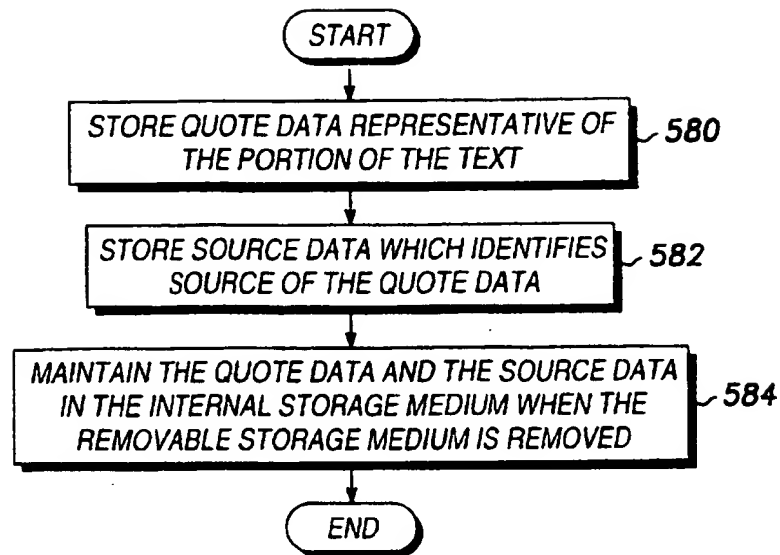 START
STORE QUOTE DATA REPRESENTATIVE OF
THE PORTION OF THE TEXT
580
STORE SOURCE DATA WHICH IDENTIFIES
SOURCE OF THE QUOTE DATA
582
MAINTAIN THE QUOTE DATA AND THE SOURCE DATA
IN THE INTERNAL STORAGE MEDIUM WHEN THE
REMOVABLE STORAGE MEDIUM IS REMOVED
584
END